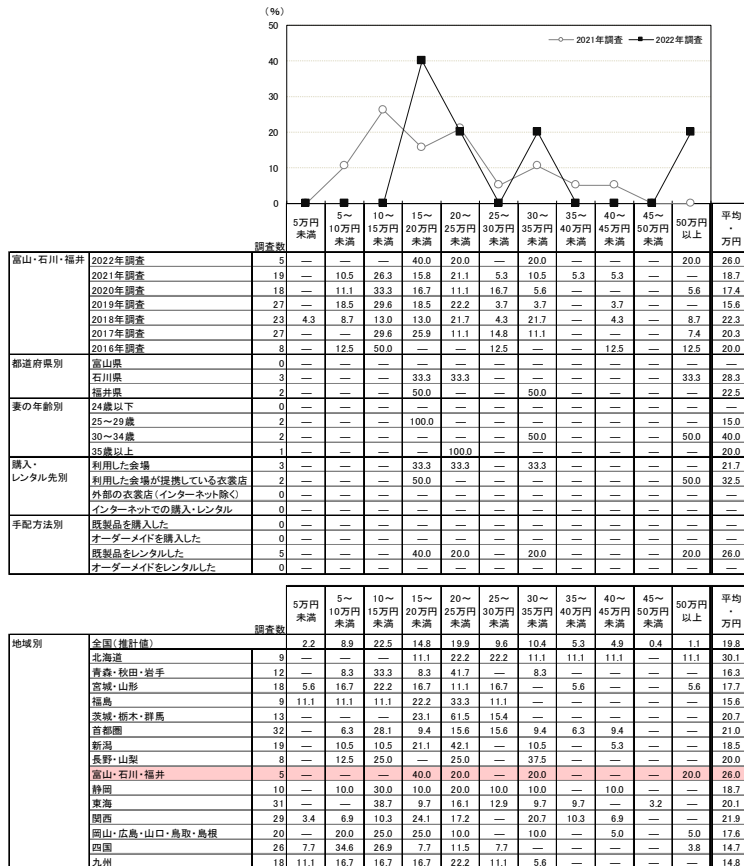 (%)
50
40
30
20
10
0
2021年調査 2022年調査
調査数 5万円未満 5～10万円未満 10～15万円未満 15～20万円未満 20～25万円未満 25～30万円未満 30～35万円未満 35～40万円未満 40～45万円未満 45～50万円未満 50万円以上 平均・万円
富山・石川・福井 2022年調査 5 — — — 40.0 20.0 — 20.0 — — — 20.0 26.0
2021年調査 19 — 10.5 26.3 15.8 21.1 5.3 10.5 5.3 5.3 — — 18.7
2020年調査 18 — 11.1 33.3 16.7 11.1 16.7 5.6 — — — 5.6 17.4
2019年調査 27 — 18.5 29.6 18.5 22.2 3.7 3.7 — 3.7 — — 15.6
2018年調査 23 4.3 8.7 13.0 13.0 21.7 4.3 21.7 — 4.3 — 8.7 22.3
2017年調査 27 — — 29.6 25.9 11.1 14.8 11.1 — — — 7.4 20.3
2016年調査 8 — 12.5 50.0 — — 12.5 — — 12.5 — 12.5 20.0
都道府県別 富山県 0 — — — — — — — — — — — —
石川県 3 — — — 33.3 33.3 — — — — — 33.3 28.3
福井県 2 — — — 50.0 — — 50.0 — — — — 22.5
妻の年齢別 24歳以下 0 — — — — — — — — — — — —
25～29歳 2 — — — 100.0 — — — — — — — 15.0
30～34歳 2 — — — — — — 50.0 — — — 50.0 40.0
35歳以上 1 — — — — 100.0 — — — — — — 20.0
購入・レンタル先別 利用した会場 3 — — — 33.3 33.3 — 33.3 — — — — 21.7
利用した会場が提携している衣裳店 2 — — — 50.0 — — — — — — 50.0 32.5
外部の衣裳店(インターネット除く) 0 — — — — — — — — — — — —
インターネットでの購入・レンタル 0 — — — — — — — — — — — —
手配方法別 既製品を購入した 0 — — — — — — — — — — — —
オーダーメイドを購入した 0 — — — — — — — — — — — —
既製品をレンタルした 5 — — — 40.0 20.0 — 20.0 — — — 20.0 26.0
オーダーメイドをレンタルした 0 — — — — — — — — — — — —
調査数 5万円未満 5～10万円未満 10～15万円未満 15～20万円未満 20～25万円未満 25～30万円未満 30～35万円未満 35～40万円未満 40～45万円未満 45～50万円未満 50万円以上 平均・万円
地域別 全国(推計値) 2.2 8.9 22.5 14.8 19.9 9.6 10.4 5.3 4.9 0.4 1.1 19.8
北海道 9 — — — 11.1 22.2 22.2 11.1 11.1 11.1 — 11.1 30.1
青森・秋田・岩手 12 — 8.3 33.3 8.3 41.7 — 8.3 — — — — 16.3
宮城・山形 18 5.6 16.7 22.2 16.7 11.1 16.7 — 5.6 — — 5.6 17.7
福島 9 11.1 11.1 11.1 22.2 33.3 11.1 — — — — — 15.6
茨城・栃木・群馬 13 — — — 23.1 61.5 15.4 — — — — — 20.7
首都圏 32 — 6.3 28.1 9.4 15.6 15.6 9.4 6.3 9.4 — — 21.0
新潟 19 — 10.5 10.5 21.1 42.1 — 10.5 — 5.3 — — 18.5
長野・山梨 8 — 12.5 25.0 — 25.0 — 37.5 — — — — 20.0
富山・石川・福井 5 — — — 40.0 20.0 — 20.0 — — — 20.0 26.0
静岡 10 — 10.0 30.0 10.0 20.0 10.0 10.0 — 10.0 — — 18.7
東海 31 — — 38.7 9.7 16.1 12.9 9.7 9.7 — 3.2 — 20.1
関西 29 3.4 6.9 10.3 24.1 17.2 — 20.7 10.3 6.9 — — 21.9
岡山・広島・山口・鳥取・島根 20 — 20.0 25.0 25.0 10.0 — 10.0 — 5.0 — 5.0 17.6
四国 26 7.7 34.6 26.9 7.7 11.5 7.7 — — — — 3.8 14.7
九州 18 11.1 16.7 16.7 16.7 22.2 11.1 5.6 — — — — 14.8